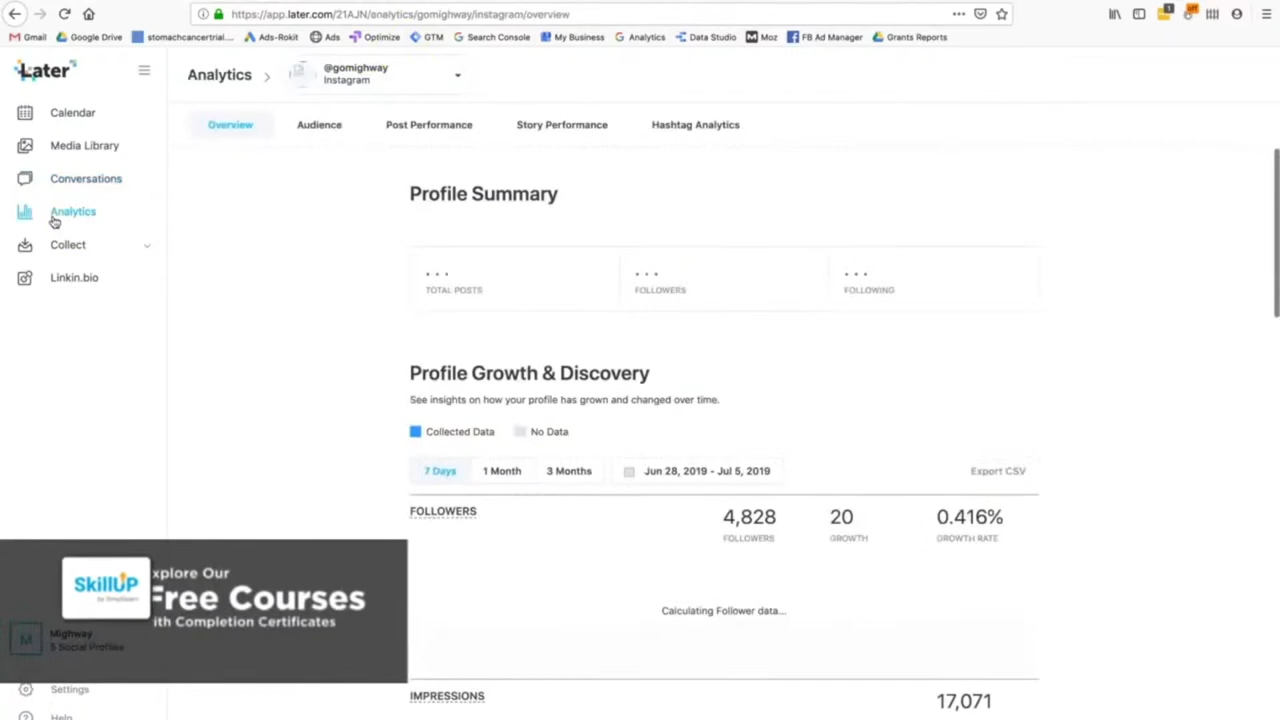 https://app.later.com/21AJN/analytics/gomighway/instagram/overview
Gmail Google Drive stomachcancertrial.... Ads-Rokit Ads Optimize GTM Search Console My Business Analytics Data Studio Moz FB Ad Manager Grants Reports
Later
Analytics
@gomighway
Instagram
Calendar
Media Library
Conversations
Analytics
Collect
Linkin.bio
Overview Audience Post Performance Story Performance Hashtag Analytics
Profile Summary
... ... ...
TOTAL POSTS FOLLOWERS FOLLOWING
Profile Growth & Discovery
See insights on how your profile has grown and changed over time.
Collected Data No Data
7 Days 1 Month 3 Months Jun 28, 2019 - Jul 5, 2019 Export CSV
FOLLOWERS 4,828 20 0.416%
FOLLOWERS GROWTH GROWTH RATE
Calculating Follower data...
IMPRESSIONS 17,071
SkillUP
by Simplilearn
xplore Our
Free Courses
ith Completion Certificates
M
Mighway
5 Social Profiles
Settings
Help